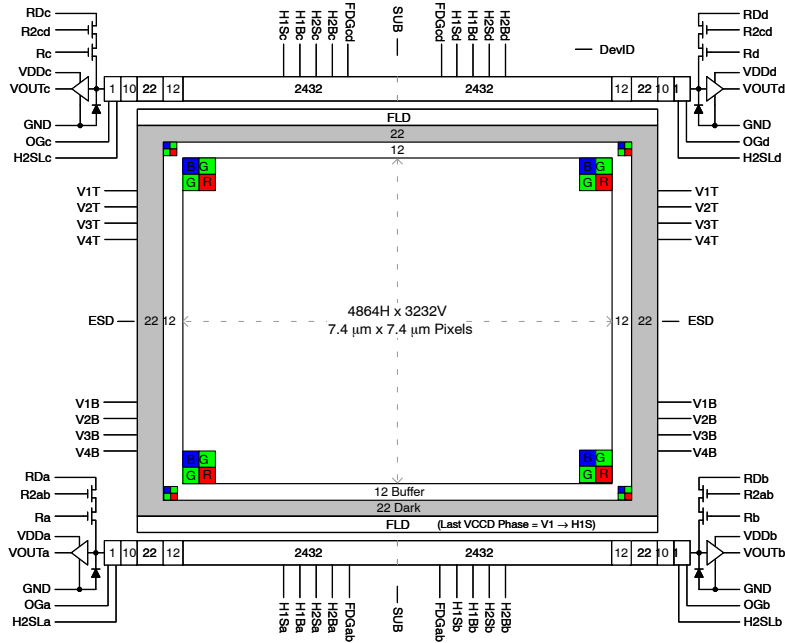 RDc
R2cd
Rc
VDDc
VOUTc
GND
OGc
H2SLc
H1Sc
H1Bc
H2Sc
H2Bc
FDGcd
SUB
FDGcd
H1Sd
H1Bd
H2Sd
H2Bd
DevID
RDd
R2cd
Rd
VDDd
VOUTd
GND
OGd
H2SLd
1 10 22 12 2432 2432 12 22 10 1
FLD
22
12
B G
G R
B G
G R
V1T
V2T
V3T
V4T
V1T
V2T
V3T
V4T
ESD
22 12
4864H x 3232V
7.4 μm x 7.4 μm Pixels
12 22
ESD
V1B
V2B
V3B
V4B
V1B
V2B
V3B
V4B
B G
G R
B G
G R
12 Buffer
22 Dark
FLD (Last VCCD Phase = V1 → H1S)
RDa
R2ab
Ra
VDDa
VOUTa
GND
OGa
H2SLa
1 10 22 12 2432 2432 12 22 10 1
H1Sa
H1Ba
H2Sa
H2Ba
FDGab
SUB
FDGab
H1Sb
H1Bb
H2Sb
H2Bb
RDb
R2ab
Rb
VDDb
VOUTb
GND
OGb
H2SLb